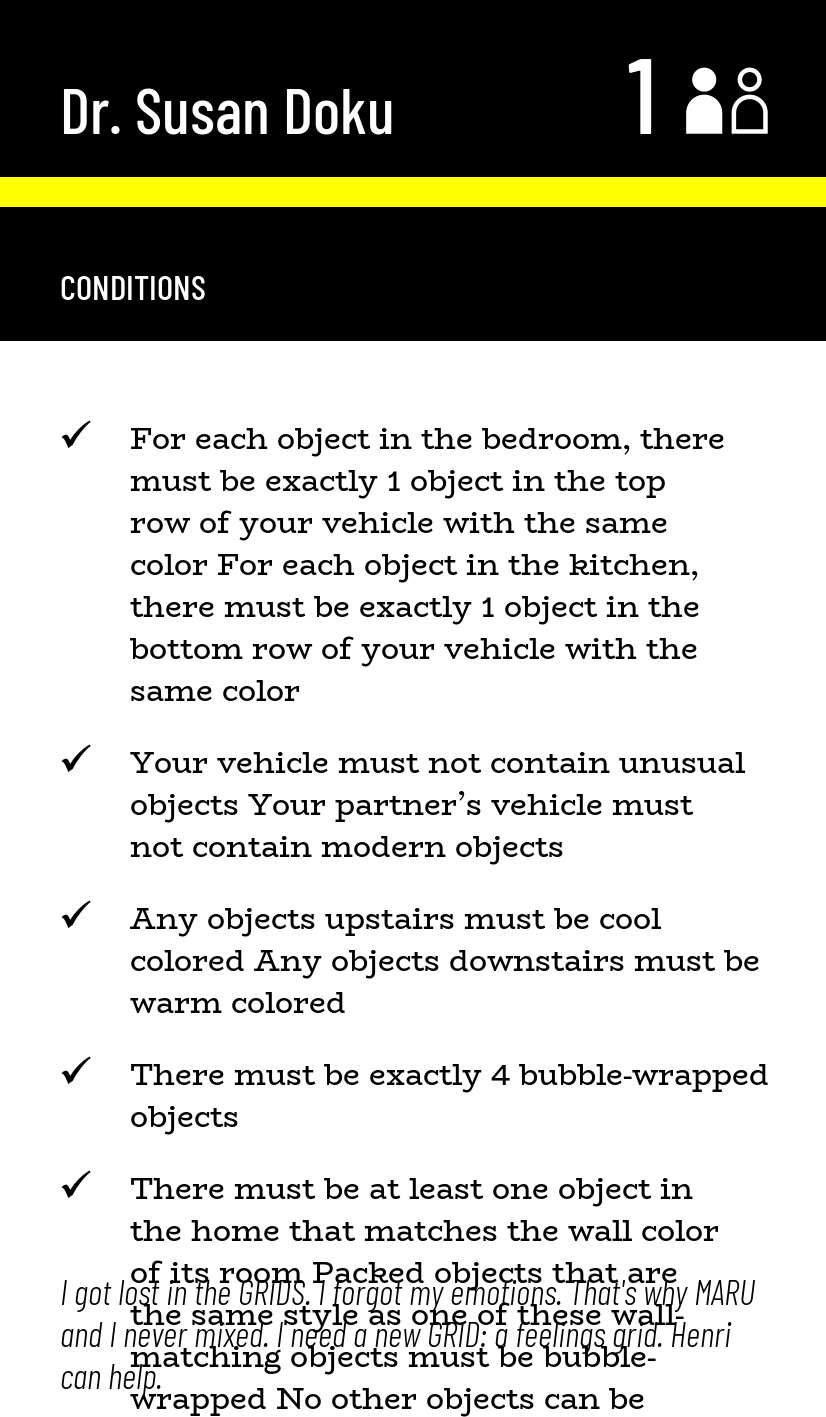 Dr. Susan Doku
1
CONDITIONS
For each object in the bedroom, there
must be exactly 1 object in the top
row of your vehicle with the same
color For each object in the kitchen,
there must be exactly 1 object in the
bottom row of your vehicle with the
same color
Your vehicle must not contain unusual
objects Your partner’s vehicle must
not contain modern objects
Any objects upstairs must be cool
colored Any objects downstairs must be
warm colored
There must be exactly 4 bubble-wrapped
objects
There must be at least one object in
the home that matches the wall color
of its room Packed objects that are
the same style as one of these wall-
matching objects must be bubble-
wrapped No other objects can be
I got lost in the GRIDS. I forgot my emotions. That's why MARU
and I never mixed. I need a new GRID: a feelings grid. Henri
can help.